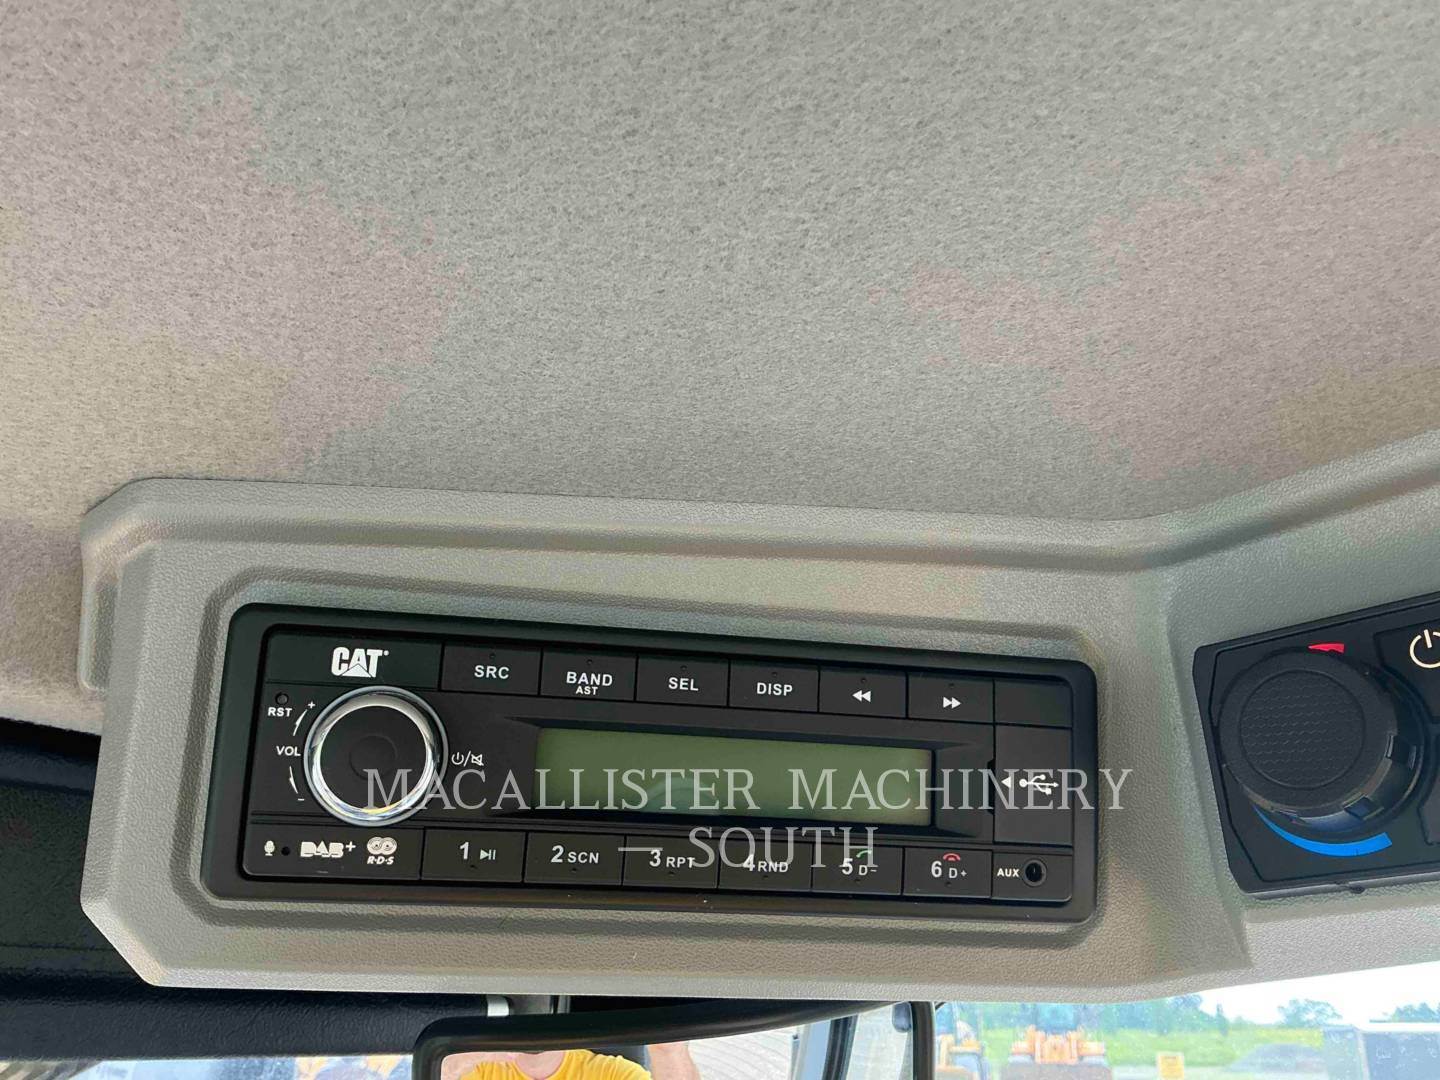 CAT
SRC
BAND
AST
SEL
DISP
RST
+
VOL
-
MACALLISTER MACHINERY
— SOUTH
DAB+
R·D·S
1
2 SCN
3 RPT
4 RND
5 D-
6 D+
AUX